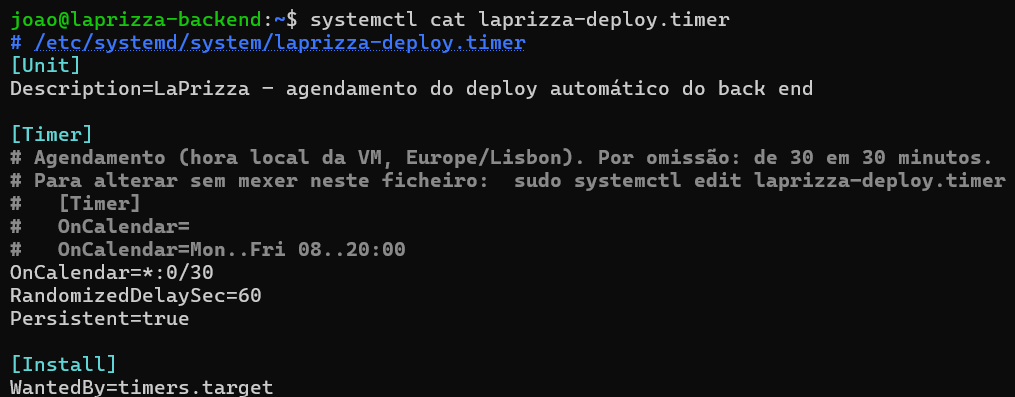 joao@laprizza-backend:~$ systemctl cat laprizza-deploy.timer
# /etc/systemd/system/laprizza-deploy.timer
[Unit]
Description=LaPrizza - agendamento do deploy automático do back end

[Timer]
# Agendamento (hora local da VM, Europe/Lisbon). Por omissão: de 30 em 30 minutos.
# Para alterar sem mexer neste ficheiro:  sudo systemctl edit laprizza-deploy.timer
#   [Timer]
#   OnCalendar=
#   OnCalendar=Mon..Fri 08..20:00
OnCalendar=*:0/30
RandomizedDelaySec=60
Persistent=true

[Install]
WantedBy=timers.target